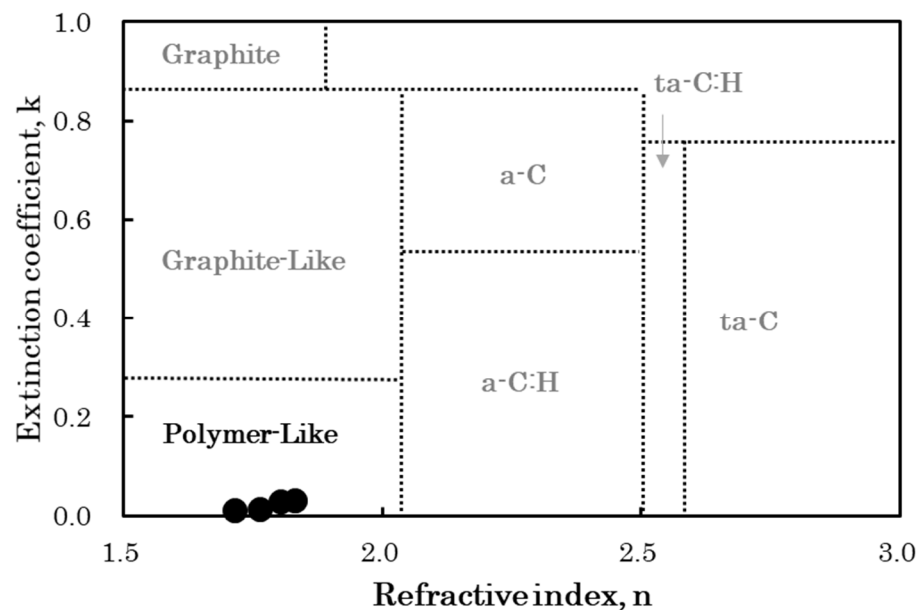 1.0
Graphite
ta-C:H
0.8
a-C
0.6
Graphite-Like
0.4
ta-C
a-C:H
0.2
Polymer-Like
0.0
1.5
2.0
2.5
3.0
Extinction coefficient, k
Refractive index, n